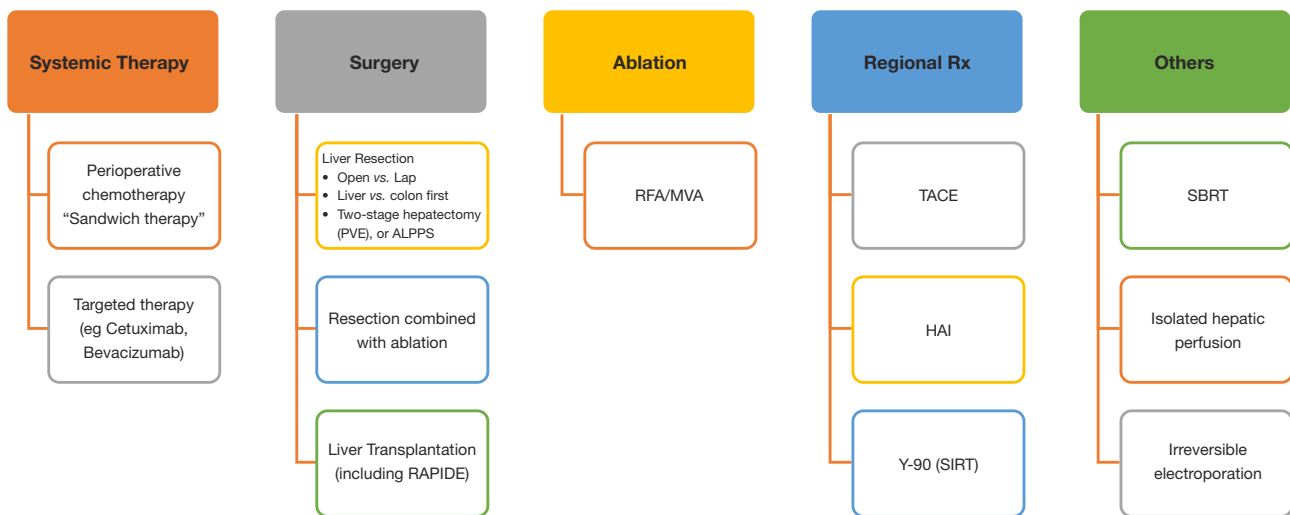 Systemic Therapy
Perioperative
chemotherapy
“Sandwich therapy”
Targeted therapy
(eg Cetuximab,
Bevacizumab)
Surgery
Liver Resection
• Open vs. Lap
• Liver vs. colon first
• Two-stage hepatectomy
(PVE), or ALPPS
Resection combined
with ablation
Liver Transplantation
(including RAPIDE)
Ablation
RFA/MVA
Regional Rx
TACE
HAI
Y-90 (SIRT)
Others
SBRT
Isolated hepatic
perfusion
Irreversible
electroporation